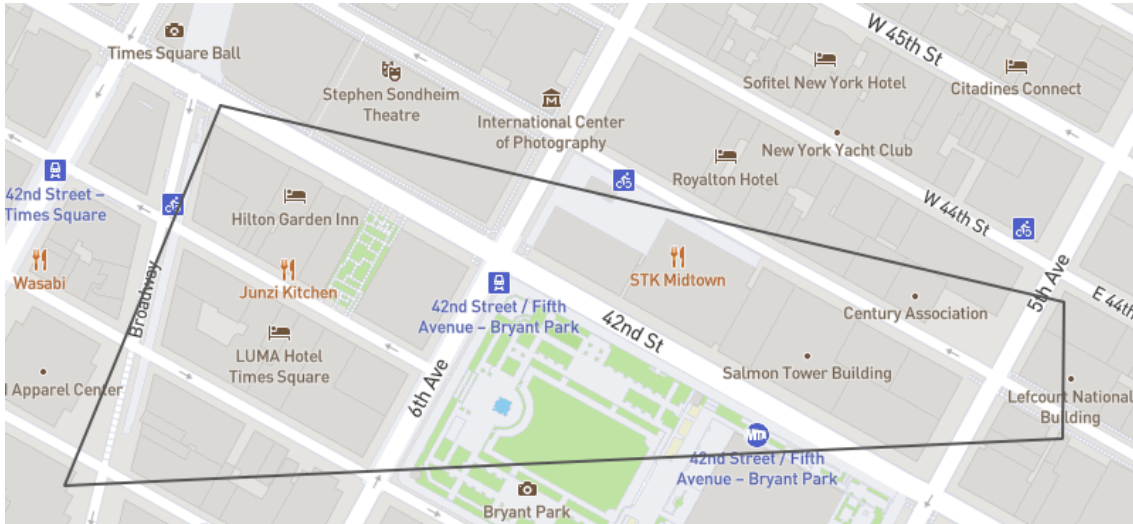 W 45th St
Times Square Ball
Sofitel New York Hotel
Citadines Connect
Stephen Sondheim
Theatre
International Center
of Photography
New York Yacht Club
Royalton Hotel
42nd Street –
Times Square
Hilton Garden Inn
W 44th St
Wasabi
Broadway
Junzi Kitchen
STK Midtown
5th Ave
E 44th
42nd Street / Fifth
Avenue – Bryant Park
Century Association
42nd St
LUMA Hotel
Times Square
6th Ave
Salmon Tower Building
d Apparel Center
Lefcourt National
Building
MTA
42nd Street / Fifth
Avenue – Bryant Park
Bryant Park